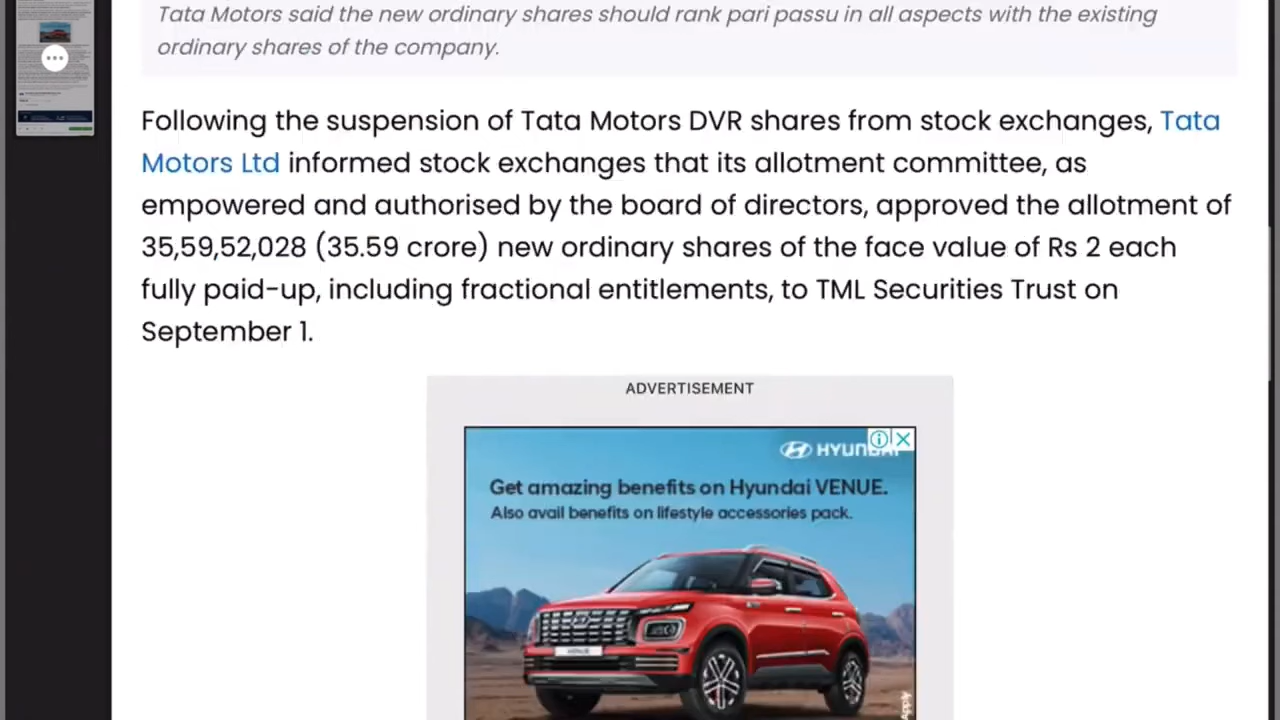 Tata Motors said the new ordinary shares should rank pari passu in all aspects with the existing
ordinary shares of the company.
Following the suspension of Tata Motors DVR shares from stock exchanges, Tata
Motors Ltd informed stock exchanges that its allotment committee, as
empowered and authorised by the board of directors, approved the allotment of
35,59,52,028 (35.59 crore) new ordinary shares of the face value of Rs 2 each
fully paid-up, including fractional entitlements, to TML Securities Trust on
September 1.
ADVERTISEMENT
HYUNDAI
Get amazing benefits on Hyundai VENUE.
Also avail benefits on lifestyle accessories pack.
VENUE